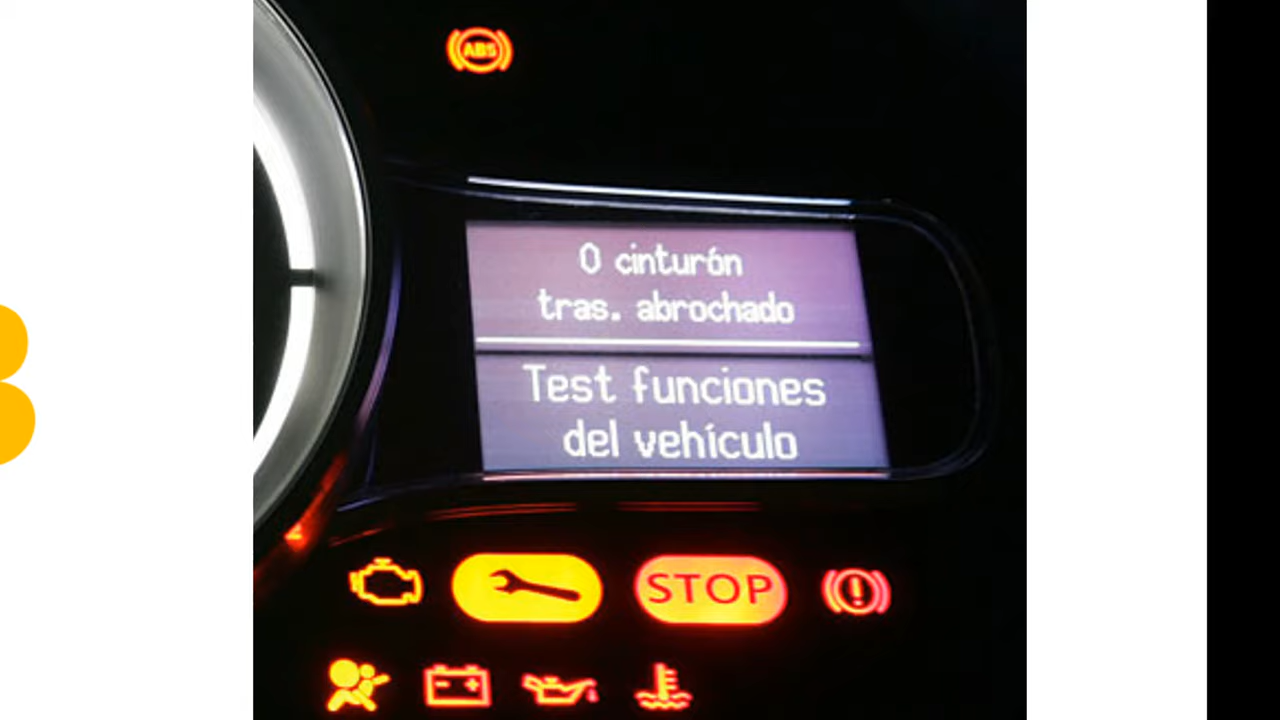 ABS
0 cinturón
tras. abrochado
Test funciones
del vehículo
STOP